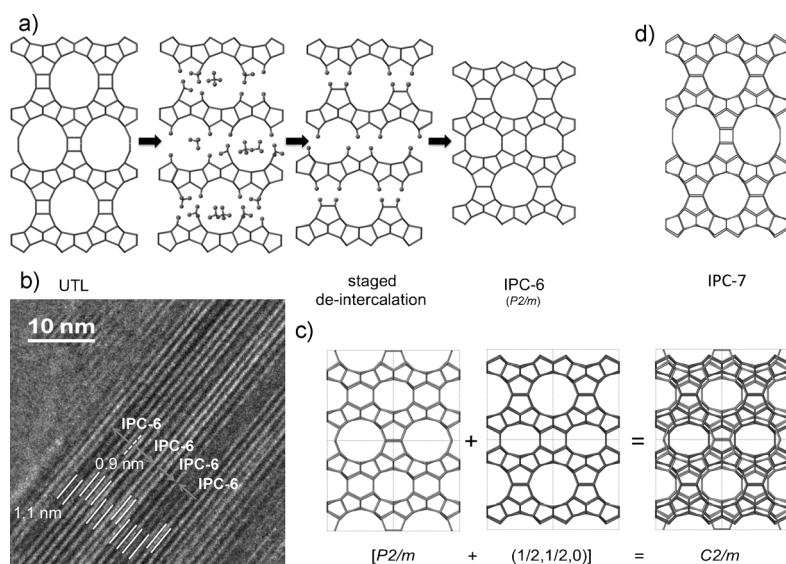 a)
d)
UTL
staged
de-intercalation
IPC-6
(P2/m)
IPC-7
b)
10 nm
IPC-6
IPC-6
0.9 nm
IPC-6
IPC-6
1.1 nm
c)
+
=
[P2/m + (1/2,1/2,0)] = C2/m